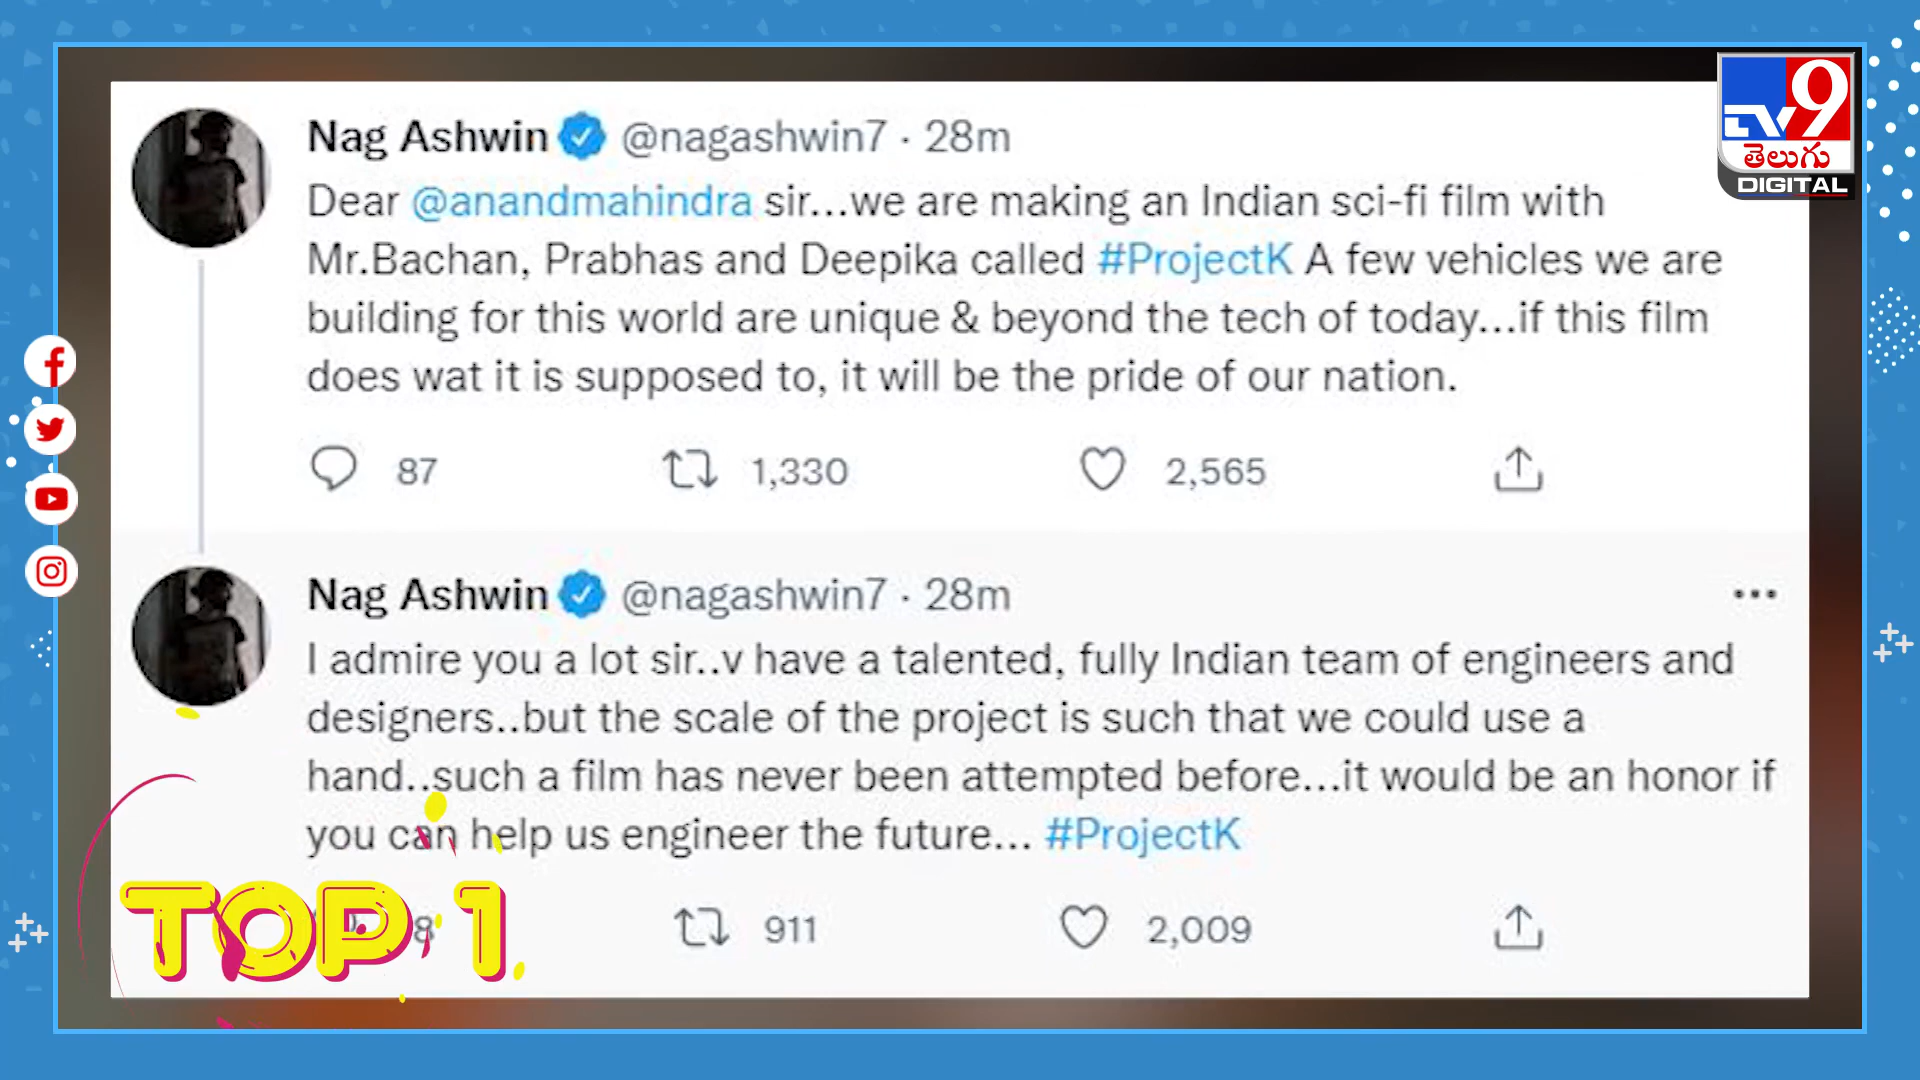 TV9
తెలుగు
DIGITAL
Nag Ashwin @nagashwin7 · 28m
Dear @anandmahindra sir...we are making an Indian sci-fi film with
Mr.Bachan, Prabhas and Deepika called #ProjectK A few vehicles we are
building for this world are unique & beyond the tech of today...if this film
does wat it is supposed to, it will be the pride of our nation.
87 1,330 2,565
Nag Ashwin @nagashwin7 · 28m
I admire you a lot sir..v have a talented, fully Indian team of engineers and
designers..but the scale of the project is such that we could use a
hand..such a film has never been attempted before...it would be an honor if
you can help us engineer the future... #ProjectK
911 2,009
TOP 1